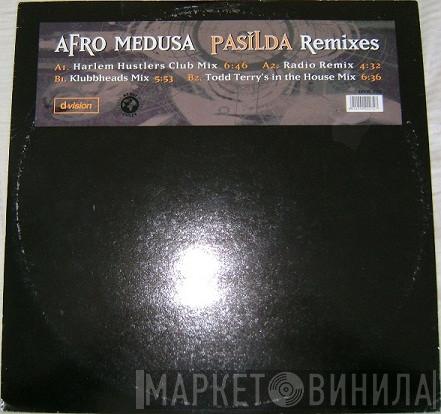 AFRO MEDUSA PASILDA Remixes
A1. Harlem Hustlers Club Mix 6:46 A2. Radio Remix 4:32
B1. Klubbheads Mix 5:53 B2. Todd Terry's in the House Mix 6:36
d:vision
МАРКЕТ ВИНИЛА